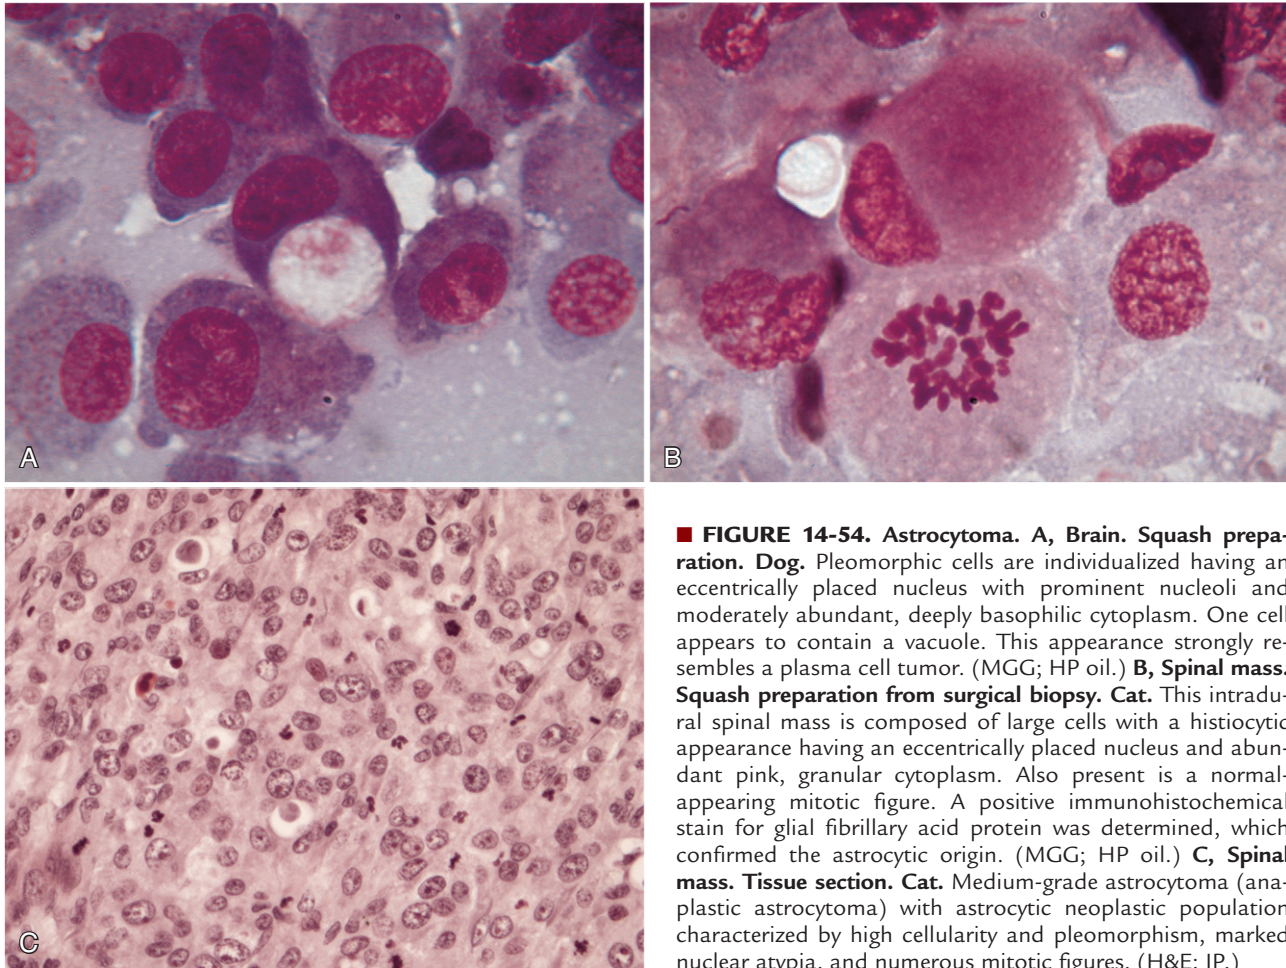 A
B
C
■ FIGURE 14-54. Astrocytoma. A, Brain. Squash prepa-
ration. Dog. Pleomorphic cells are individualized having an
eccentrically placed nucleus with prominent nucleoli and
moderately abundant, deeply basophilic cytoplasm. One cell
appears to contain a vacuole. This appearance strongly re-
sembles a plasma cell tumor. (MGG; HP oil.) B, Spinal mass.
Squash preparation from surgical biopsy. Cat. This intradu-
ral spinal mass is composed of large cells with a histiocytic
appearance having an eccentrically placed nucleus and abun-
dant pink, granular cytoplasm. Also present is a normal-
appearing mitotic figure. A positive immunohistochemical
stain for glial fibrillary acid protein was determined, which
confirmed the astrocytic origin. (MGG; HP oil.) C, Spinal
mass. Tissue section. Cat. Medium-grade astrocytoma (ana-
plastic astrocytoma) with astrocytic neoplastic population
characterized by high cellularity and pleomorphism, marked
nuclear atypia, and numerous mitotic figures. (H&E; IP.)